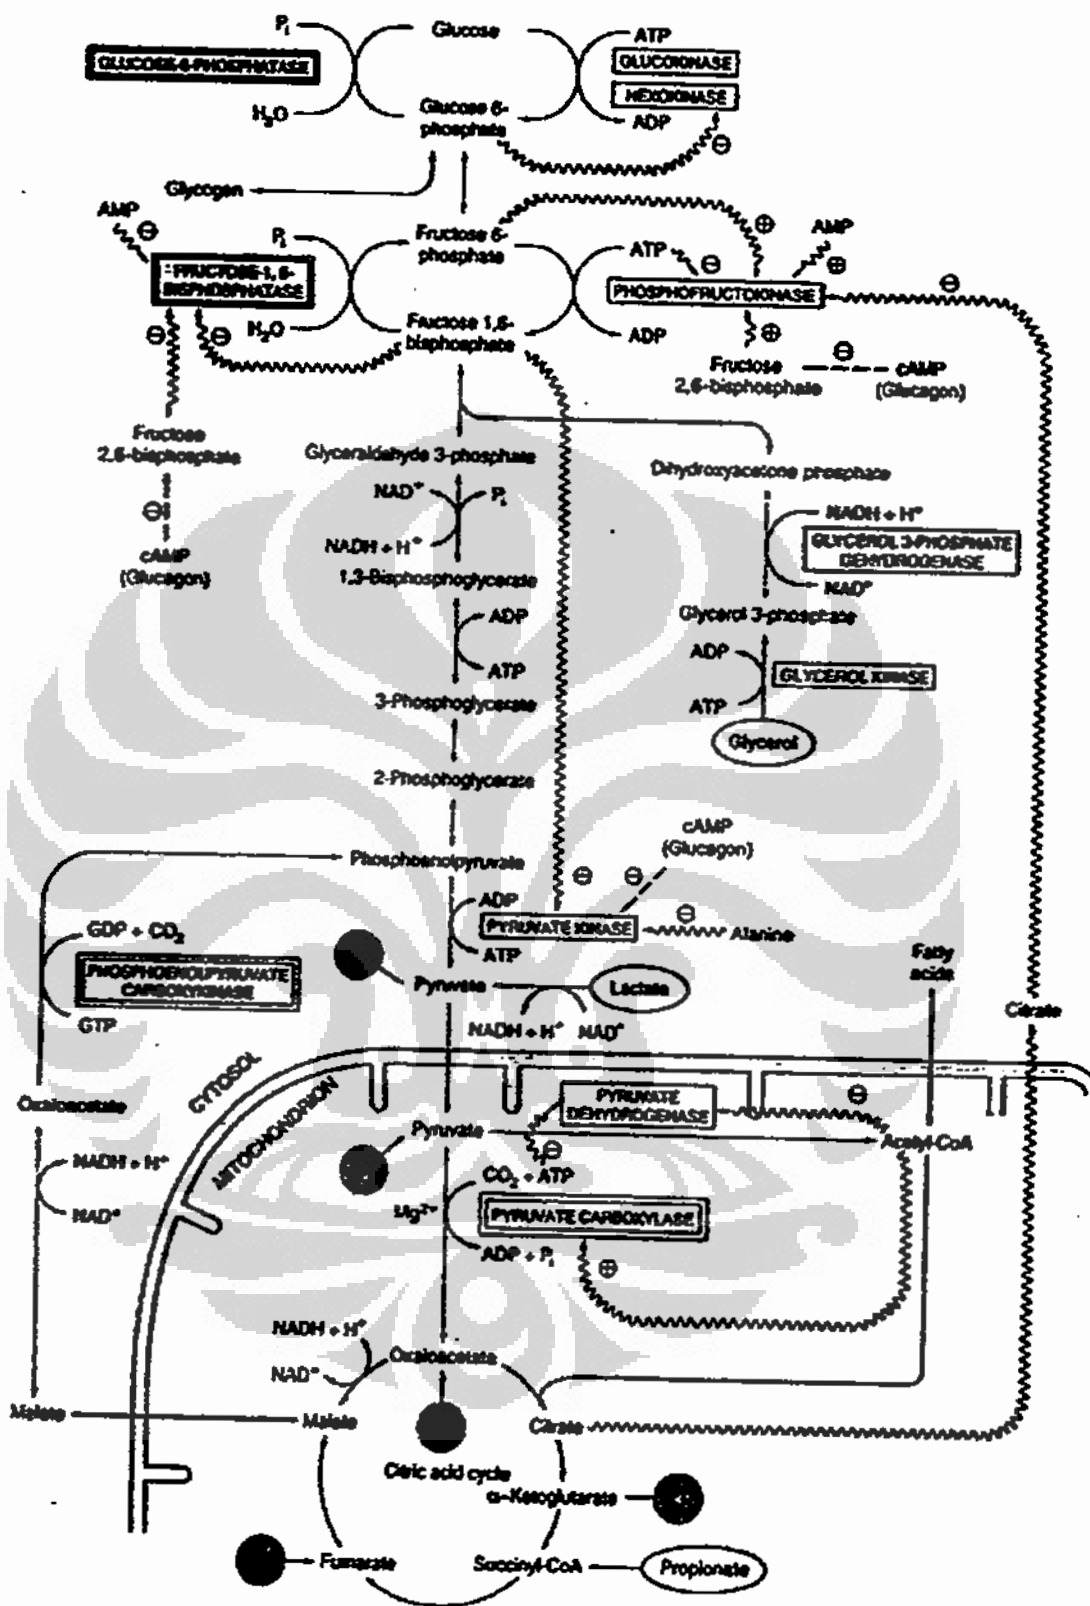 Pi
Glucose
ATP
GLUCOSE-6-PHOSPHATASE
GLUCOKINASE
HEXOKINASE
H2O
Glucose 6-
phosphate
ADP
⊖
Glycogen
AMP
⊖
Pi
Fructose 6-
phosphate
⊕
AMP
ATP
⊖
⊕
⊖
FRUCTOSE-1,6-
BISPHOSPHATASE
PHOSPHOFRUCTOKINASE
H2O
Fructose 1,6-
bisphosphate
ADP
⊖
⊖
⊕
Fructose
2,6-bisphosphate
⊖
cAMP
(Glucagon)
Fructose
2,6-bisphosphate
Glyceraldehyde 3-phosphate
Dihydroxyacetone phosphate
NAD+
Pi
⊖
NADH + H+
NADH + H+
GLYCEROL 3-PHOSPHATE
DEHYDROGENASE
cAMP
(Glucagon)
1,3-Bisphosphoglycerate
NAD+
ADP
Glycerol 3-phosphate
ATP
ADP
GLYCEROL KINASE
3-Phosphoglycerate
ATP
Glycerol
2-Phosphoglycerate
cAMP
(Glucagon)
Phosphoenolpyruvate
⊖
⊖
ADP
GDP + CO2
PYRUVATE KINASE
⊖
Alanine
ATP
Fatty
acids
PHOSPHOENOLPYRUVATE
CARBOXYKINASE
Pyruvate
Lactate
GTP
NADH + H+
NAD+
Citrate
CYTOSOL
Oxaloacetate
MITOCHONDRION
PYRUVATE
DEHYDROGENASE
⊖
Pyruvate
Acetyl-CoA
⊖
NADH + H+
CO2 + ATP
Mg2+
NAD+
PYRUVATE CARBOXYLASE
ADP + Pi
⊕
NADH + H+
Oxaloacetate
NAD+
Malate
Malate
Citrate
Citric acid cycle
α-Ketoglutarate
Fumarate
Succinyl-CoA
Propionate